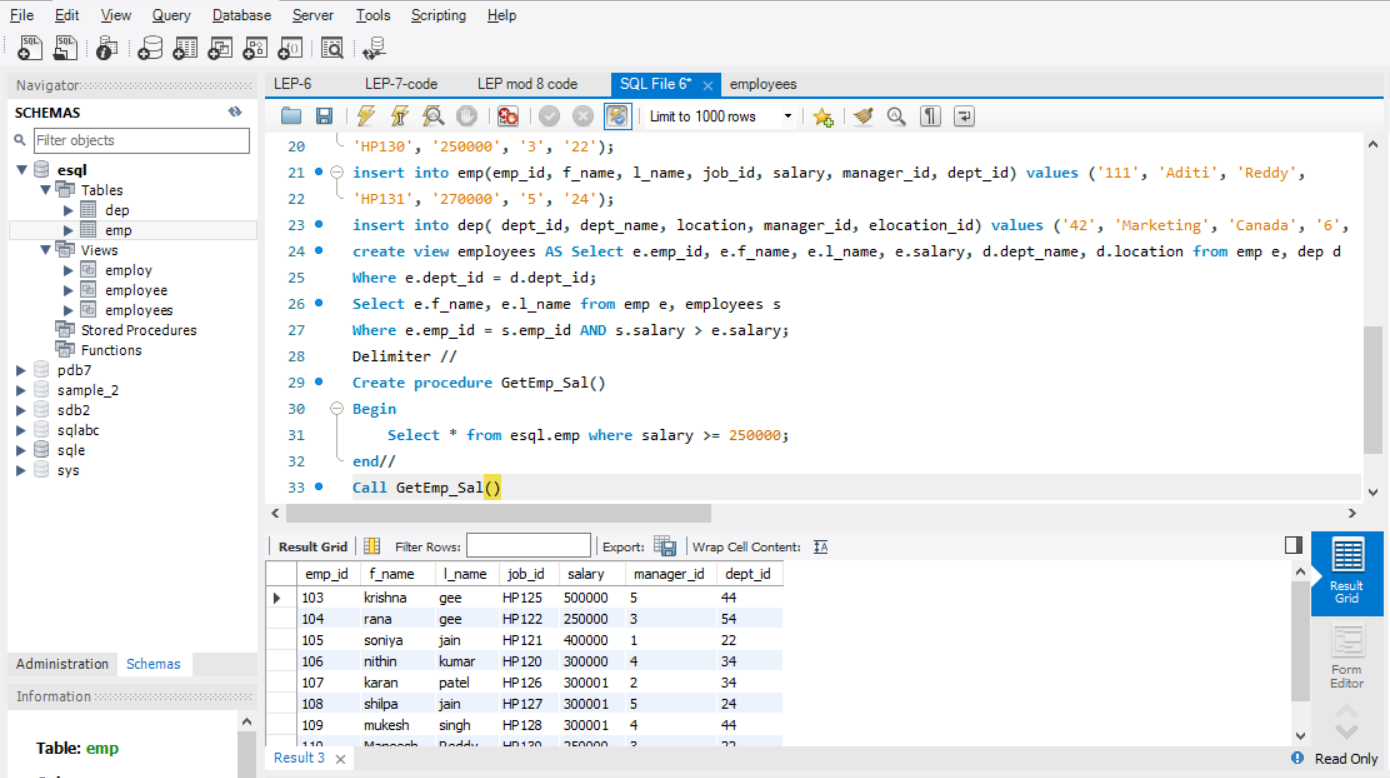 File Edit View Query Database Server Tools Scripting Help
Navigator
SCHEMAS
Filter objects
esql
Tables
dep
emp
Views
employ
employee
employees
Stored Procedures
Functions
pdb7
sample_2
sdb2
sqlabc
sqle
sys
Administration Schemas
Information
Table: emp
LEP-6 LEP-7-code LEP mod 8 code SQL File 6* employees
Limit to 1000 rows
20 'HP130', '250000', '3', '22');
21 insert into emp(emp_id, f_name, l_name, job_id, salary, manager_id, dept_id) values ('111', 'Aditi', 'Reddy',
22 'HP131', '270000', '5', '24');
23 insert into dep( dept_id, dept_name, location, manager_id, elocation_id) values ('42', 'Marketing', 'Canada', '6',
24 create view employees AS Select e.emp_id, e.f_name, e.l_name, e.salary, d.dept_name, d.location from emp e, dep d
25 Where e.dept_id = d.dept_id;
26 Select e.f_name, e.l_name from emp e, employees s
27 Where e.emp_id = s.emp_id AND s.salary > e.salary;
28 Delimiter //
29 Create procedure GetEmp_Sal()
30 Begin
31 Select * from esql.emp where salary >= 250000;
32 end//
33 Call GetEmp_Sal()
Result Grid Filter Rows: Export: Wrap Cell Content:
emp_id f_name l_name job_id salary manager_id dept_id
103 krishna gee HP125 500000 5 44
104 rana gee HP122 250000 3 54
105 soniya jain HP121 400000 1 22
106 nithin kumar HP120 300000 4 34
107 karan patel HP126 300001 2 34
108 shilpa jain HP127 300001 5 24
109 mukesh singh HP128 300001 4 44
Result 3
Result
Grid
Form
Editor
Read Only